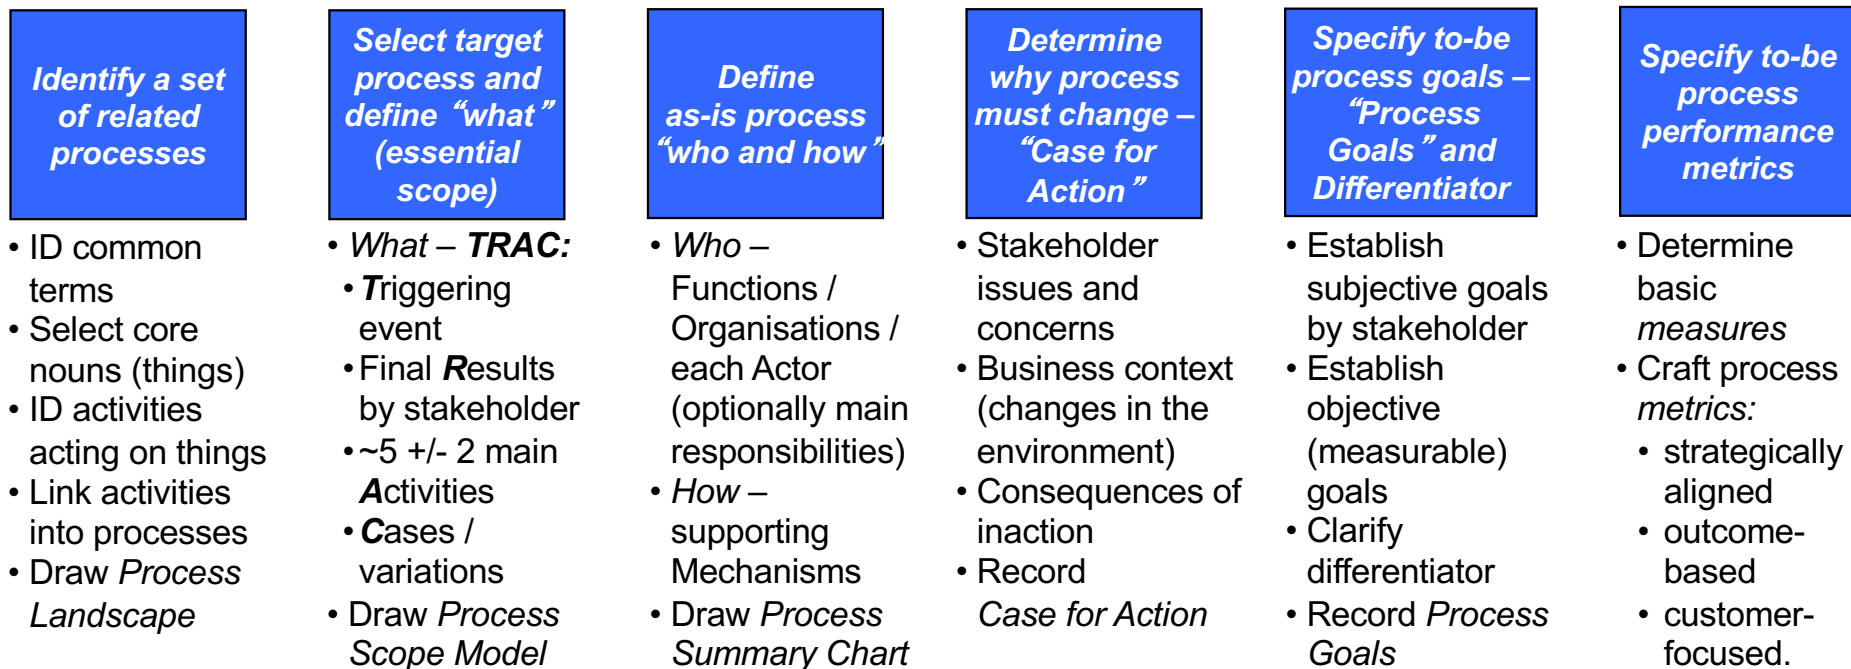 Identify a set
of related
processes
• ID common
terms
• Select core
nouns (things)
• ID activities
acting on things
• Link activities
into processes
• Draw Process
Landscape
Select target
process and
define “what”
(essential
scope)
• What – TRAC:
• Triggering
event
• Final Results
by stakeholder
• ~5 +/- 2 main
Activities
• Cases /
variations
• Draw Process
Scope Model
Define
as-is process
“who and how”
• Who –
Functions /
Organisations /
each Actor
(optionally main
responsibilities)
• How –
supporting
Mechanisms
• Draw Process
Summary Chart
Determine
why process
must change –
“Case for
Action”
• Stakeholder
issues and
concerns
• Business context
(changes in the
environment)
• Consequences of
inaction
• Record
Case for Action
Specify to-be
process goals –
“Process
Goals” and
Differentiator
• Establish
subjective goals
by stakeholder
• Establish
objective
(measurable)
goals
• Clarify
differentiator
• Record Process
Goals
Specify to-be
process
performance
metrics
• Determine
basic
measures
• Craft process
metrics:
• strategically
aligned
• outcome-
based
• customer-
focused.